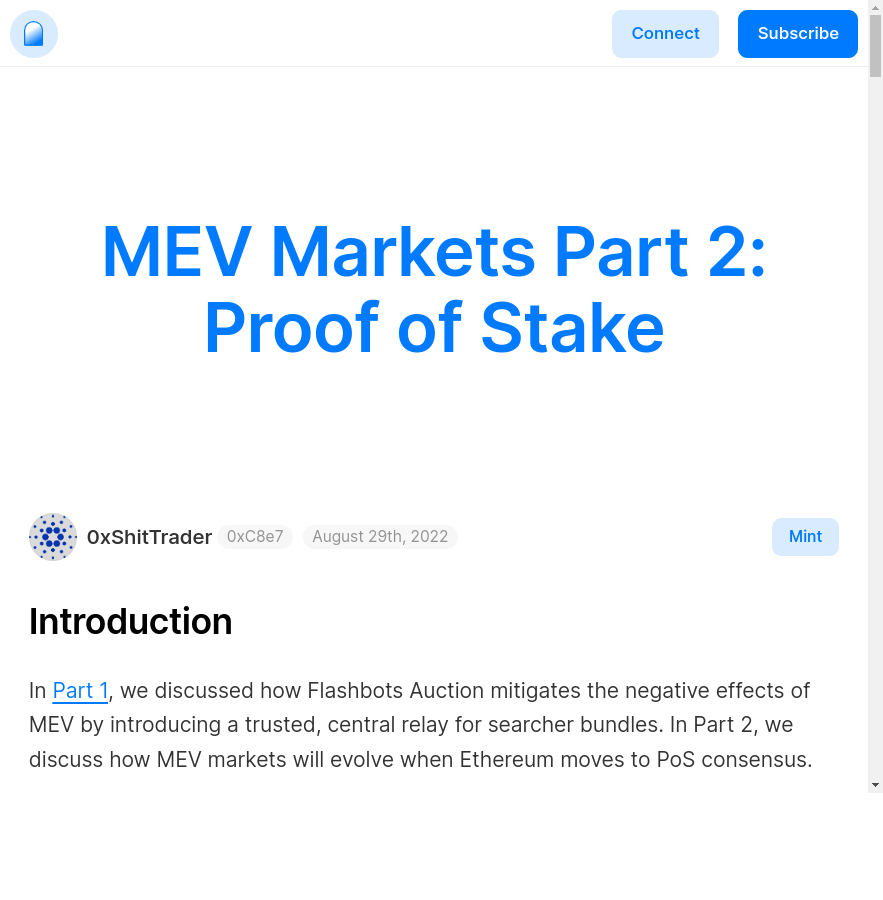 Connect
Subscribe
MEV Markets Part 2:
Proof of Stake
0xShitTrader 0xC8e7 August 29th, 2022
Mint
Introduction
In Part 1, we discussed how Flashbots Auction mitigates the negative effects of
MEV by introducing a trusted, central relay for searcher bundles. In Part 2, we
discuss how MEV markets will evolve when Ethereum moves to PoS consensus.